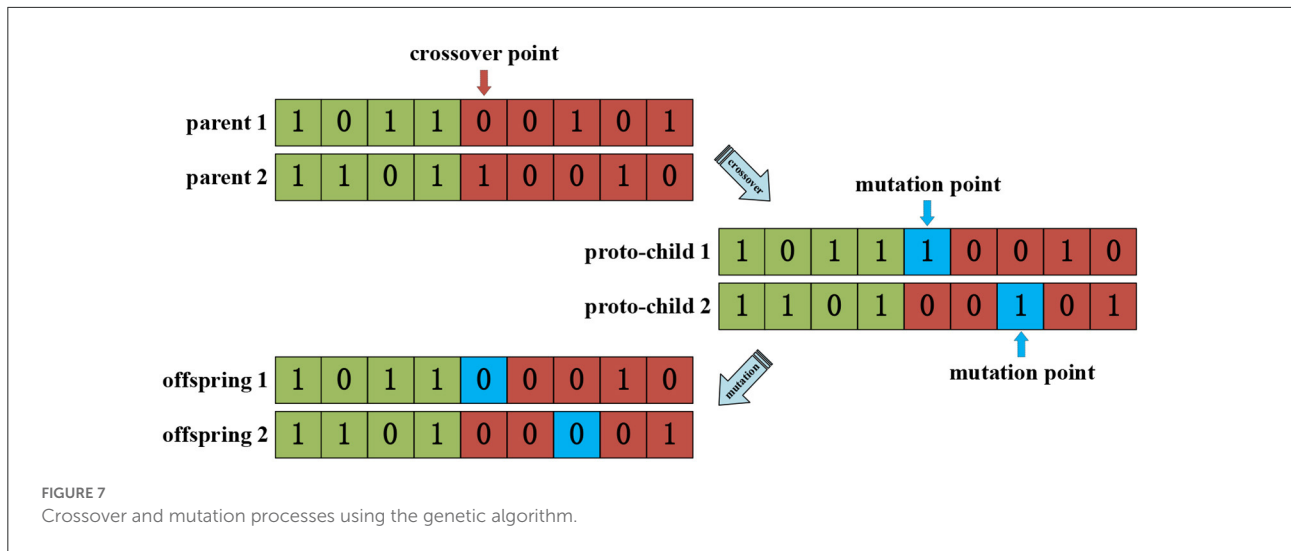 crossover point
parent 1 1 0 1 1 0 0 1 0 1
parent 2 1 1 0 1 1 0 0 1 0
crossover
mutation point
proto-child 1 1 0 1 1 1 0 0 1 0
proto-child 2 1 1 0 1 0 0 1 0 1
mutation point
mutation
offspring 1 1 0 1 1 0 0 0 1 0
offspring 2 1 1 0 1 0 0 0 0 1
FIGURE 7
Crossover and mutation processes using the genetic algorithm.